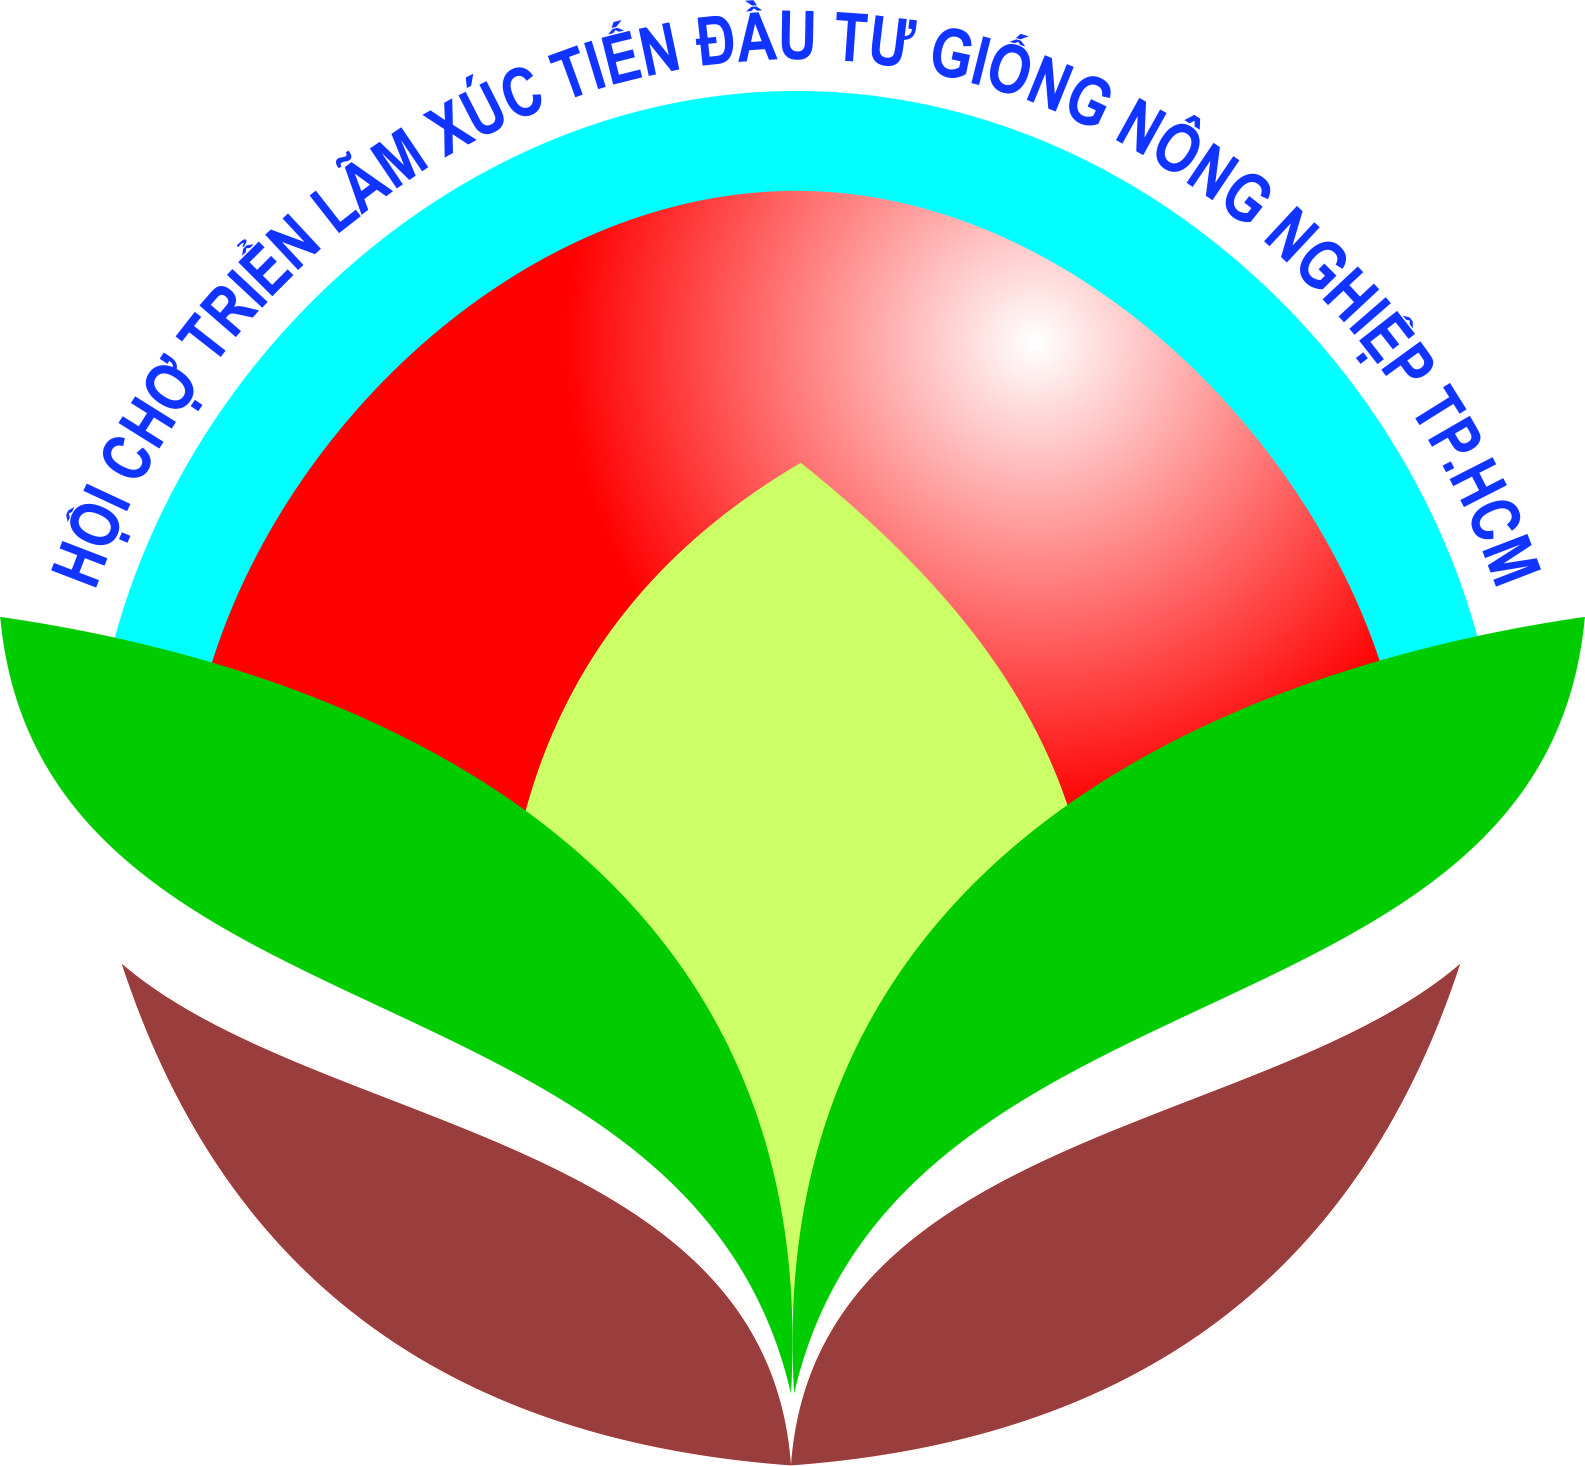 HỘI CHỢ TRIỂN LÃM XÚC TIẾN ĐẦU TƯ GIỐNG NÔNG NGHIỆP TP.HCM